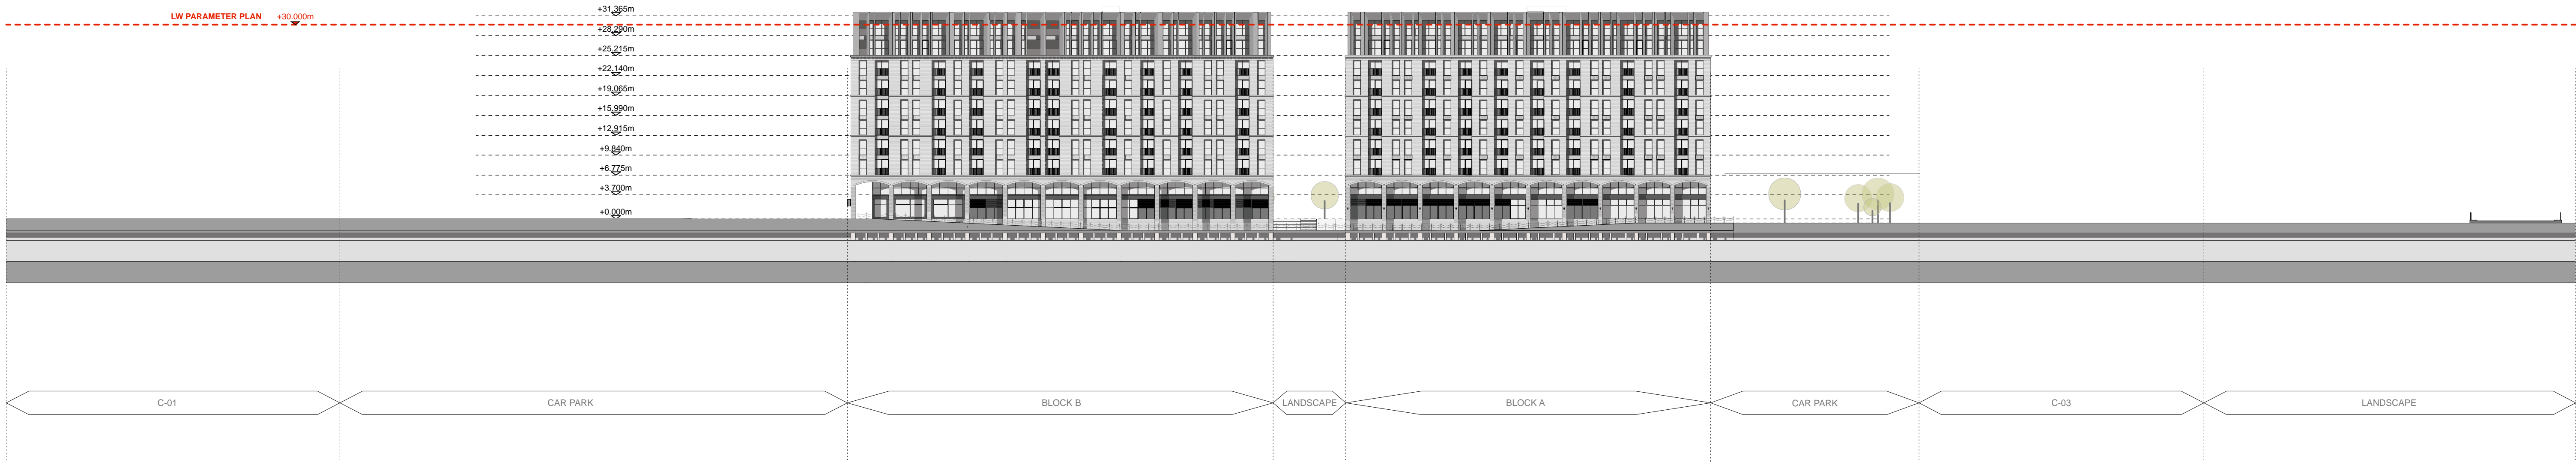 LW PARAMETER PLAN +30.000m
+31,365m
+28,290m
+25,215m
+22,140m
+19,065m
+15,990m
+12,915m
+9,840m
+6,775m
+3,700m
+0,000m
C-01
CAR PARK
BLOCK B
LANDSCAPE
BLOCK A
CAR PARK
C-03
LANDSCAPE